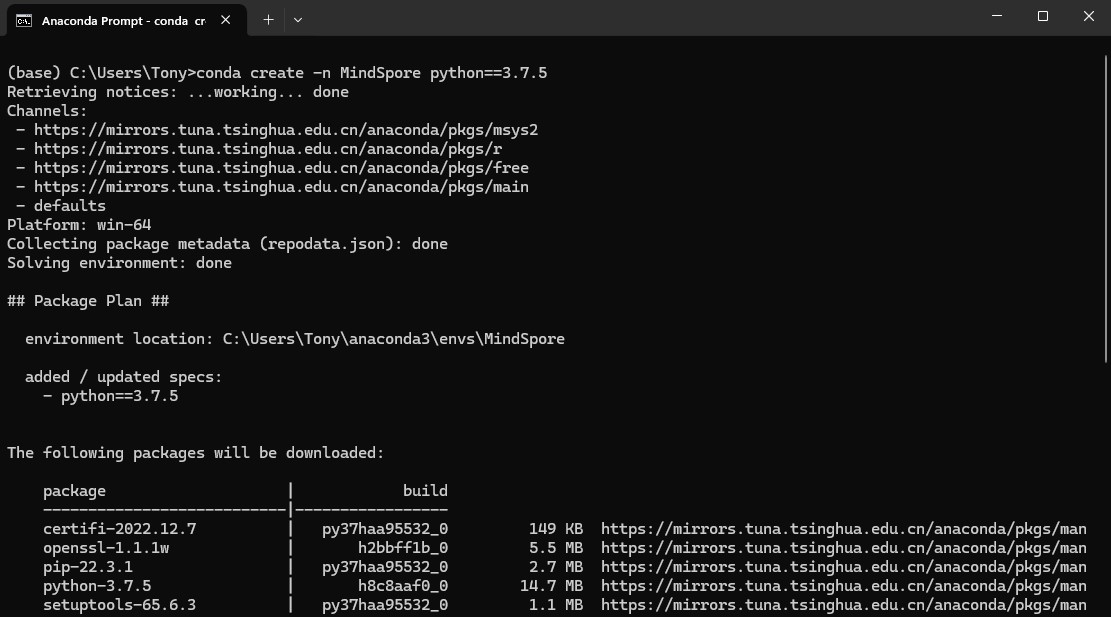 Anaconda Prompt - conda cr
(base) C:\Users\Tony>conda create -n MindSpore python==3.7.5
Retrieving notices: ...working... done
Channels:
 - https://mirrors.tuna.tsinghua.edu.cn/anaconda/pkgs/msys2
 - https://mirrors.tuna.tsinghua.edu.cn/anaconda/pkgs/r
 - https://mirrors.tuna.tsinghua.edu.cn/anaconda/pkgs/free
 - https://mirrors.tuna.tsinghua.edu.cn/anaconda/pkgs/main
 - defaults
Platform: win-64
Collecting package metadata (repodata.json): done
Solving environment: done
## Package Plan ##
  environment location: C:\Users\Tony\anaconda3\envs\MindSpore
  added / updated specs:
    - python==3.7.5
The following packages will be downloaded:
    package                    |            build
    ---------------------------|-----------------
    certifi-2022.12.7          |   py37haa95532_0         149 KB  https://mirrors.tuna.tsinghua.edu.cn/anaconda/pkgs/man
    openssl-1.1.1w             |       h2bbff1b_0         5.5 MB  https://mirrors.tuna.tsinghua.edu.cn/anaconda/pkgs/man
    pip-22.3.1                 |   py37haa95532_0         2.7 MB  https://mirrors.tuna.tsinghua.edu.cn/anaconda/pkgs/man
    python-3.7.5               |       h8c8aaf0_0        14.7 MB  https://mirrors.tuna.tsinghua.edu.cn/anaconda/pkgs/man
    setuptools-65.6.3          |   py37haa95532_0         1.1 MB  https://mirrors.tuna.tsinghua.edu.cn/anaconda/pkgs/man